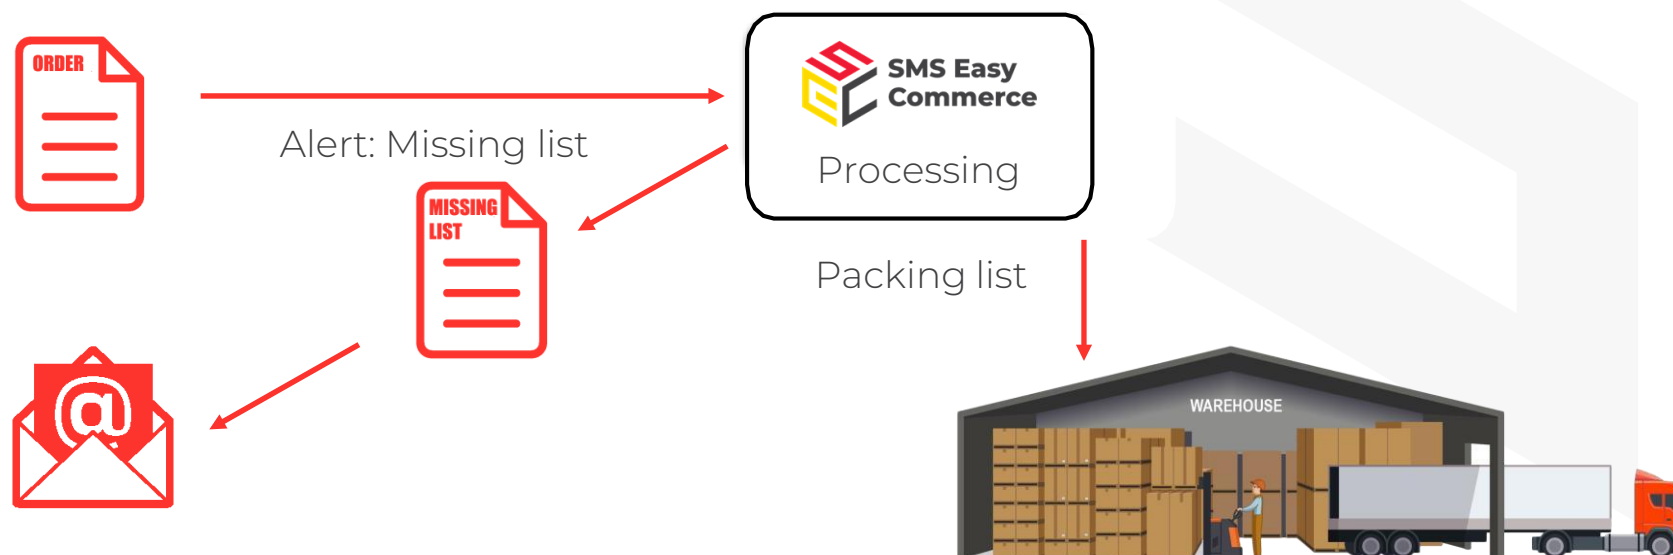 ORDER
SMS Easy
Commerce
Alert: Missing list
Processing
MISSING
LIST
Packing list
@
WAREHOUSE